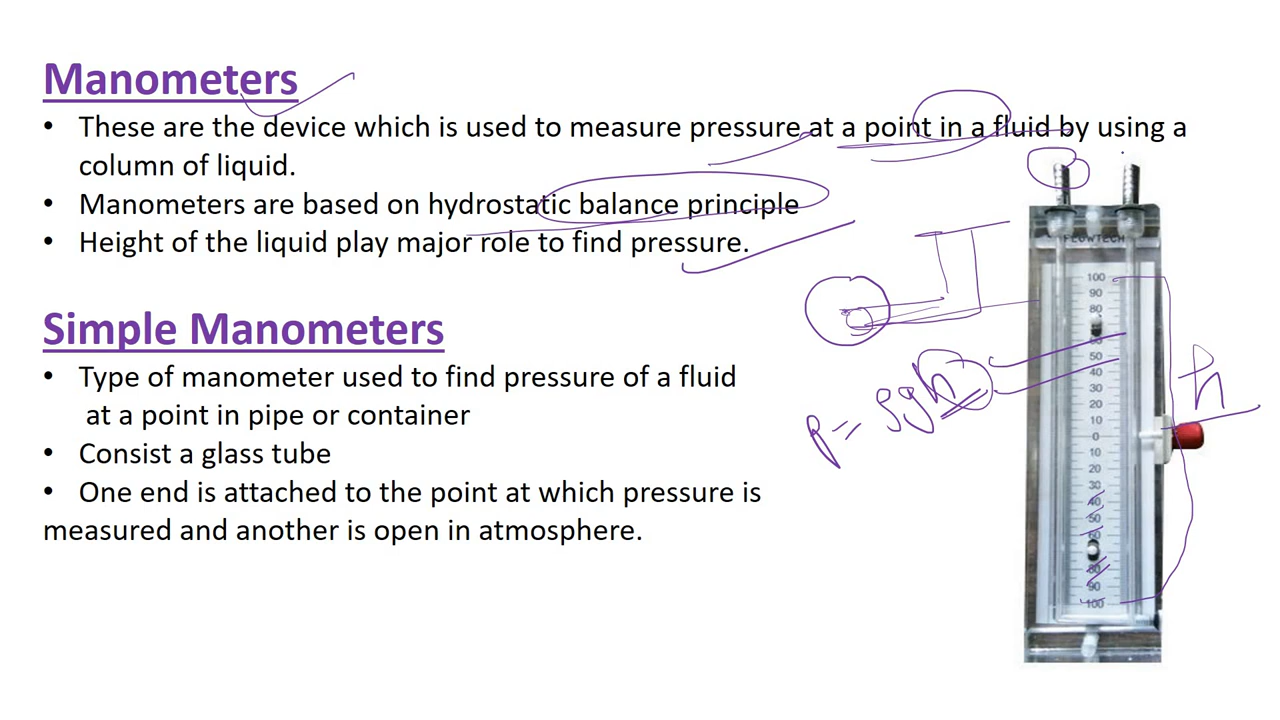 Manometers
• These are the device which is used to measure pressure at a point in a fluid by using a
column of liquid.
• Manometers are based on hydrostatic balance principle
• Height of the liquid play major role to find pressure.
Simple Manometers
• Type of manometer used to find pressure of a fluid
at a point in pipe or container
• Consist a glass tube
• One end is attached to the point at which pressure is
measured and another is open in atmosphere.
P = ρgh
h
FLOWTECH
100
90
80
60
50
40
30
20
10
0
10
20
30
40
50
60
80
90
100